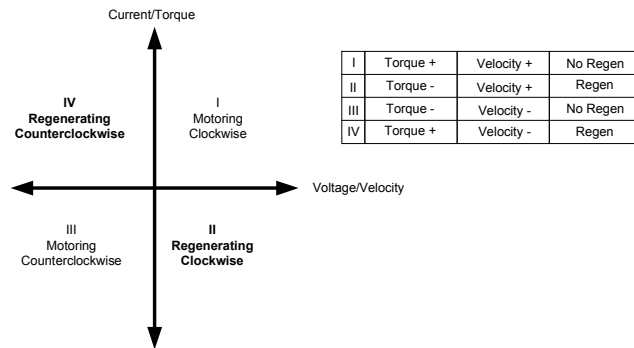 Current/Torque
IV
Regenerating
Counterclockwise
I
Motoring
Clockwise
Voltage/Velocity
III
Motoring
Counterclockwise
II
Regenerating
Clockwise
I Torque + Velocity + No Regen
II Torque - Velocity + Regen
III Torque - Velocity - No Regen
IV Torque + Velocity - Regen